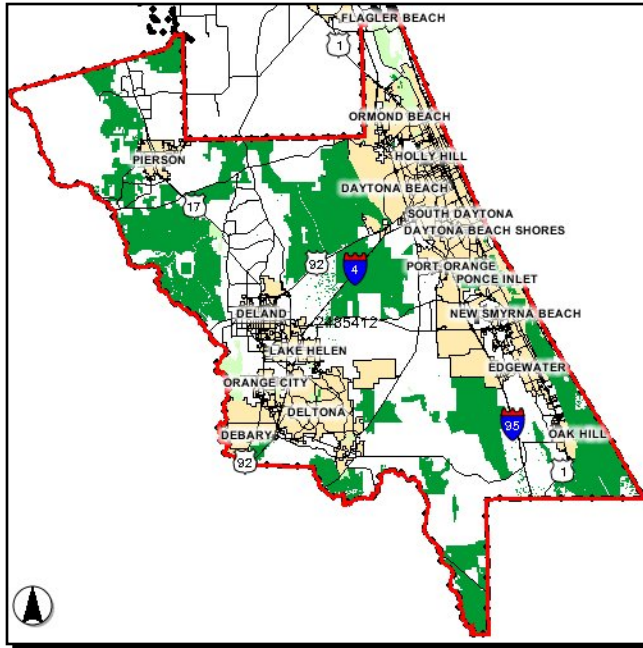 FLAGLER BEACH
1
ORMOND BEACH
HOLLY HILL
PIERSON
DAYTONA BEACH
17
SOUTH DAYTONA
DAYTONA BEACH SHORES
92
4
PORT ORANGE
PONCE INLET
DELAND
NEW SMYRNA BEACH
LAKE HELEN
EDGEWATER
ORANGE CITY
DELTONA
95
DEBARY
OAK HILL
92
1